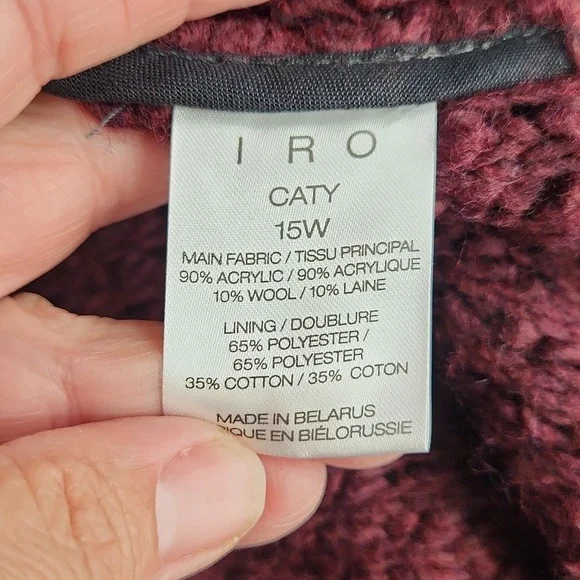 IRO
CATY
15W
MAIN FABRIC / TISSU PRINCIPAL
90% ACRYLIC / 90% ACRYLIQUE
10% WOOL / 10% LAINE
LINING / DOUBLURE
65% POLYESTER /
65% POLYESTER
35% COTTON / 35% COTON
MADE IN BELARUS
EN BIÉLORUSSIE